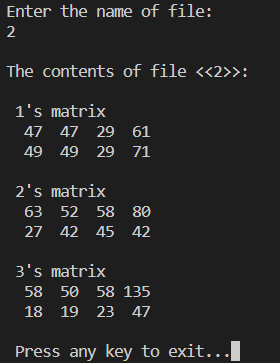 Enter the name of file:
2
The contents of file <<2>>:
1's matrix
47 47 29 61
49 49 29 71
2's matrix
63 52 58 80
27 42 45 42
3's matrix
58 50 58 135
18 19 23 47
Press any key to exit...